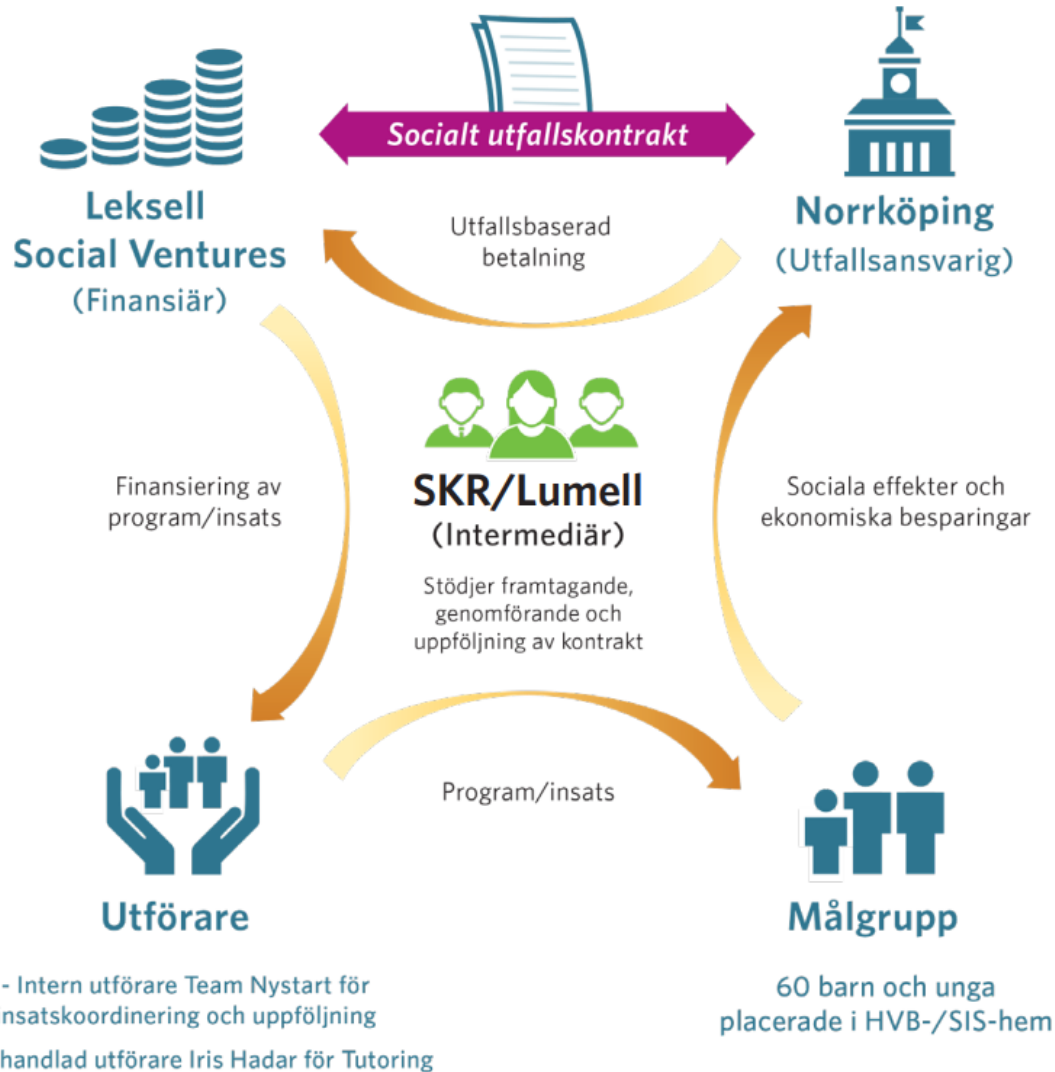 Socialt utfallskontrakt
Leksell
Social Ventures
(Finansiär)
Utfallsbaserad
betalning
Norrköping
(Utfallsansvarig)
Finansiering av
program/insats
SKR/Lumell
(Intermediär)
Stödjer framtagande,
genomförande och
uppföljning av kontrakt
Sociala effekter och
ekonomiska besparingar
Program/insats
Utförare
- Intern utförare Team Nystart för
nsatskoordinering och uppföljning
handlad utförare Iris Hadar för Tutoring
Målgrupp
60 barn och unga
placerade i HVB-/SIS-hem